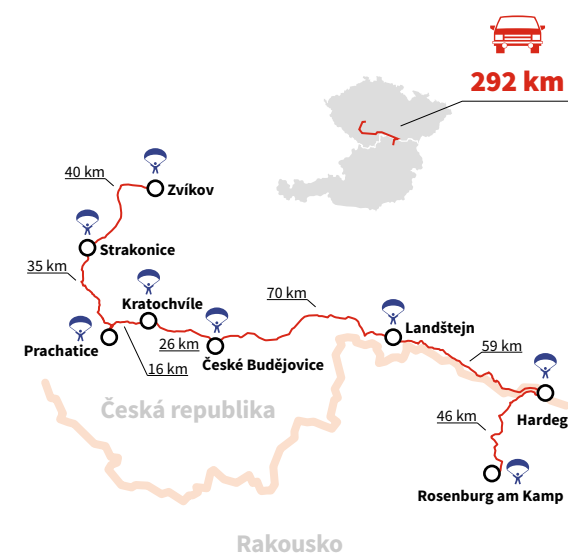 292 km
40 km
Zvíkov
Strakonice
35 km
Kratochvíle
70 km
Landštejn
Prachatice
26 km
59 km
16 km
České Budějovice
Česká republika
46 km
Hardeg
Rosenburg am Kamp
Rakousko